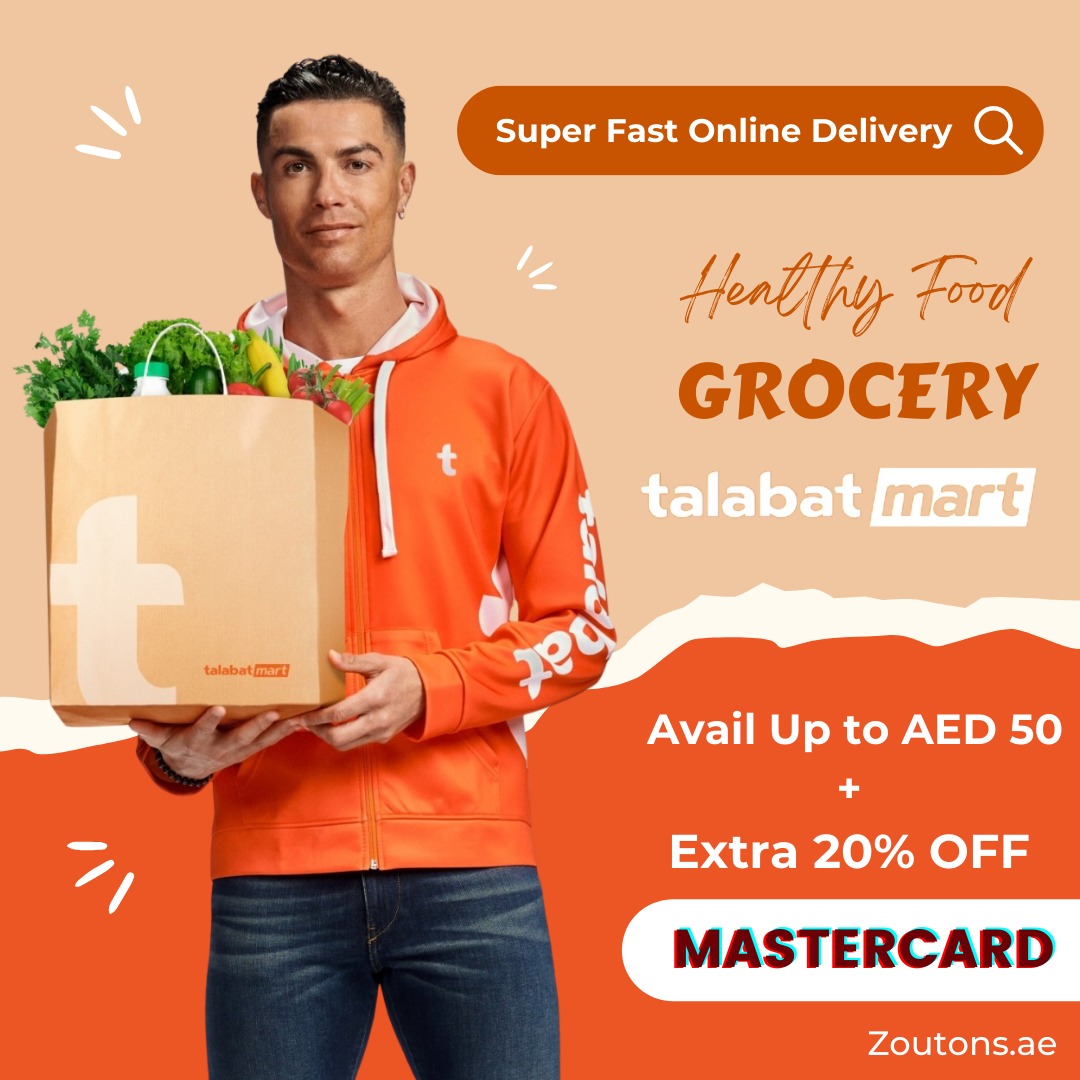 Super Fast Online Delivery
Healthy Food
GROCERY
talabat mart
t
talabat
t
talabat mart
Avail Up to AED 50
+
Extra 20% OFF
MASTERCARD
Zoutons.ae